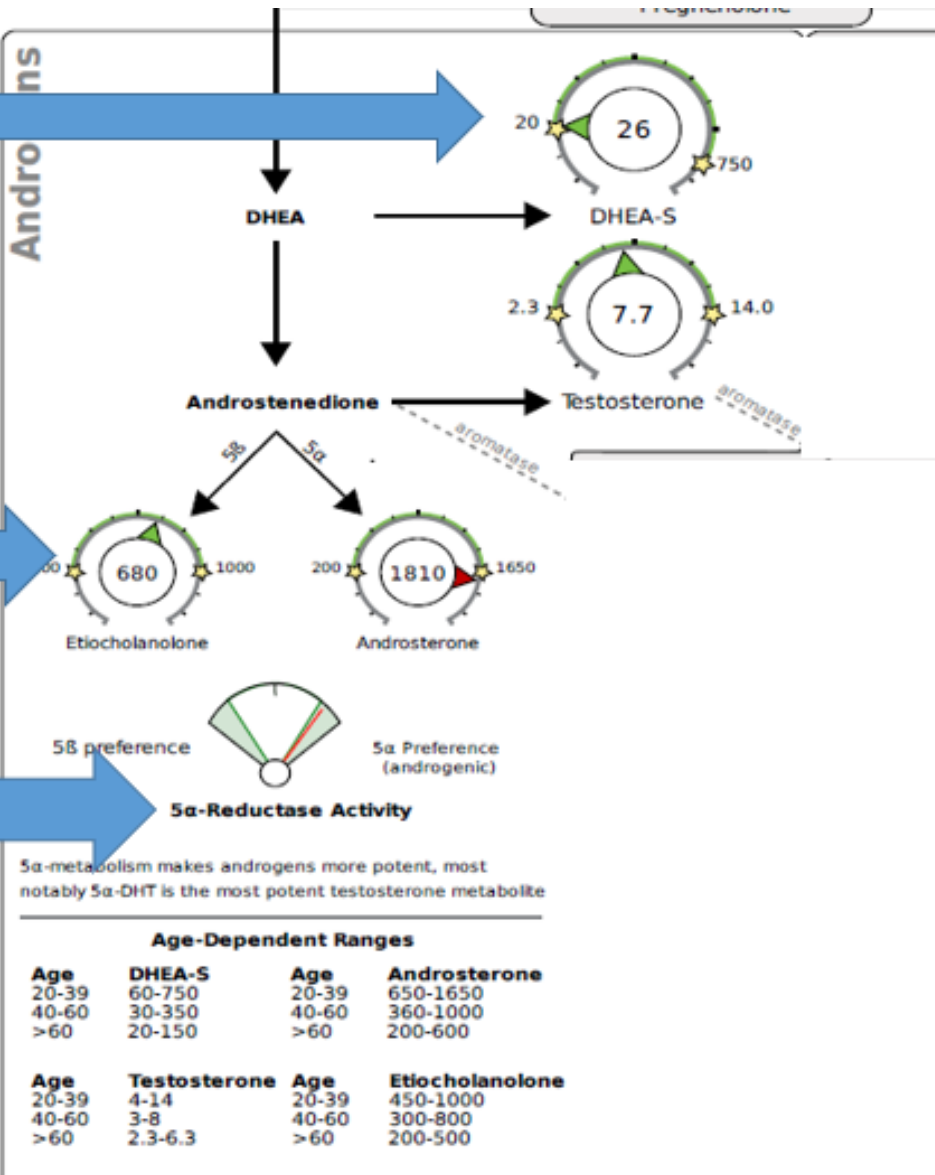 Pregnenolone
Androgens
20
26
750
DHEA
DHEA-S
2.3
7.7
14.0
Androstenedione
Testosterone
aromatase
aromatase
5ß
5α
00
680
1000
200
1810
1650
Etiocholanolone
Androsterone
5ß preference
5α Preference
(androgenic)
5α-Reductase Activity
5α-metabolism makes androgens more potent, most
notably 5α-DHT is the most potent testosterone metabolite
Age-Dependent Ranges
Age DHEA-S Age Androsterone
20-39 60-750 20-39 650-1650
40-60 30-350 40-60 360-1000
>60 20-150 >60 200-600
Age Testosterone Age Etiocholanolone
20-39 4-14 20-39 450-1000
40-60 3-8 40-60 300-800
>60 2.3-6.3 >60 200-500